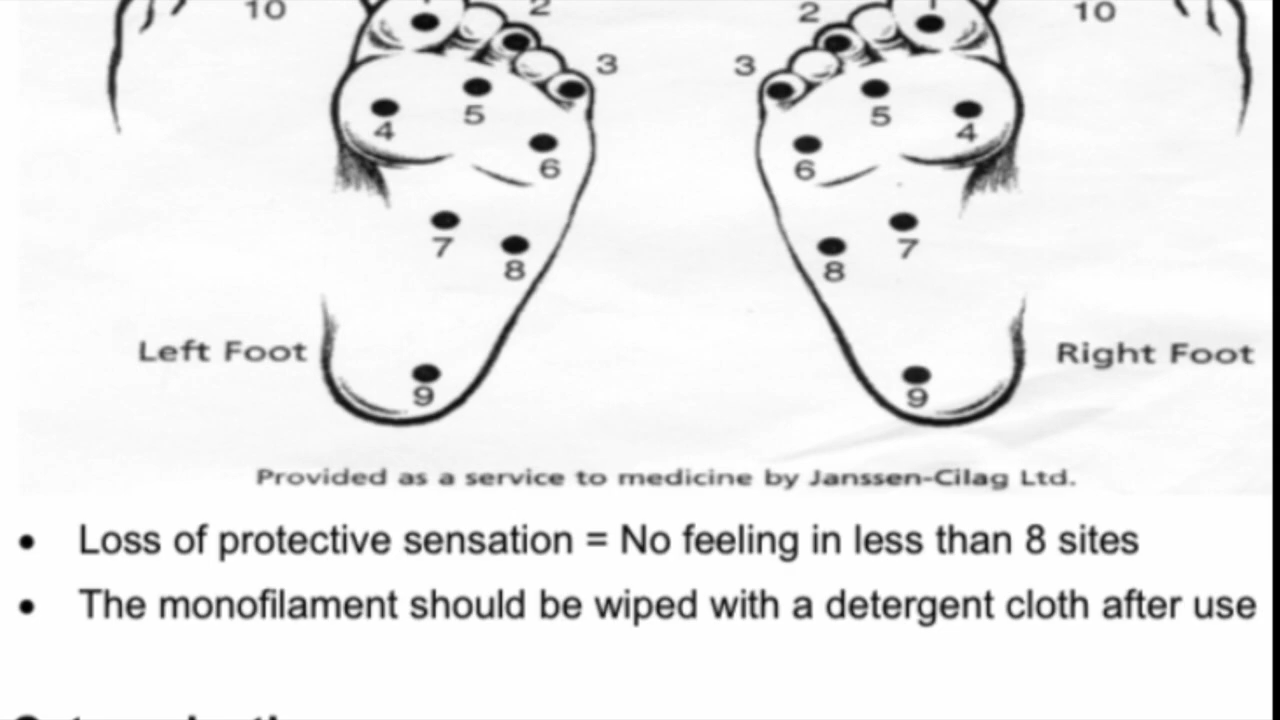 10 1 2 2 1 10
3 3
5 5
4 4
6 6
7 7
8 8
Left Foot Right Foot
9 9
Provided as a service to medicine by Janssen-Cilag Ltd.
• Loss of protective sensation = No feeling in less than 8 sites
• The monofilament should be wiped with a detergent cloth after use